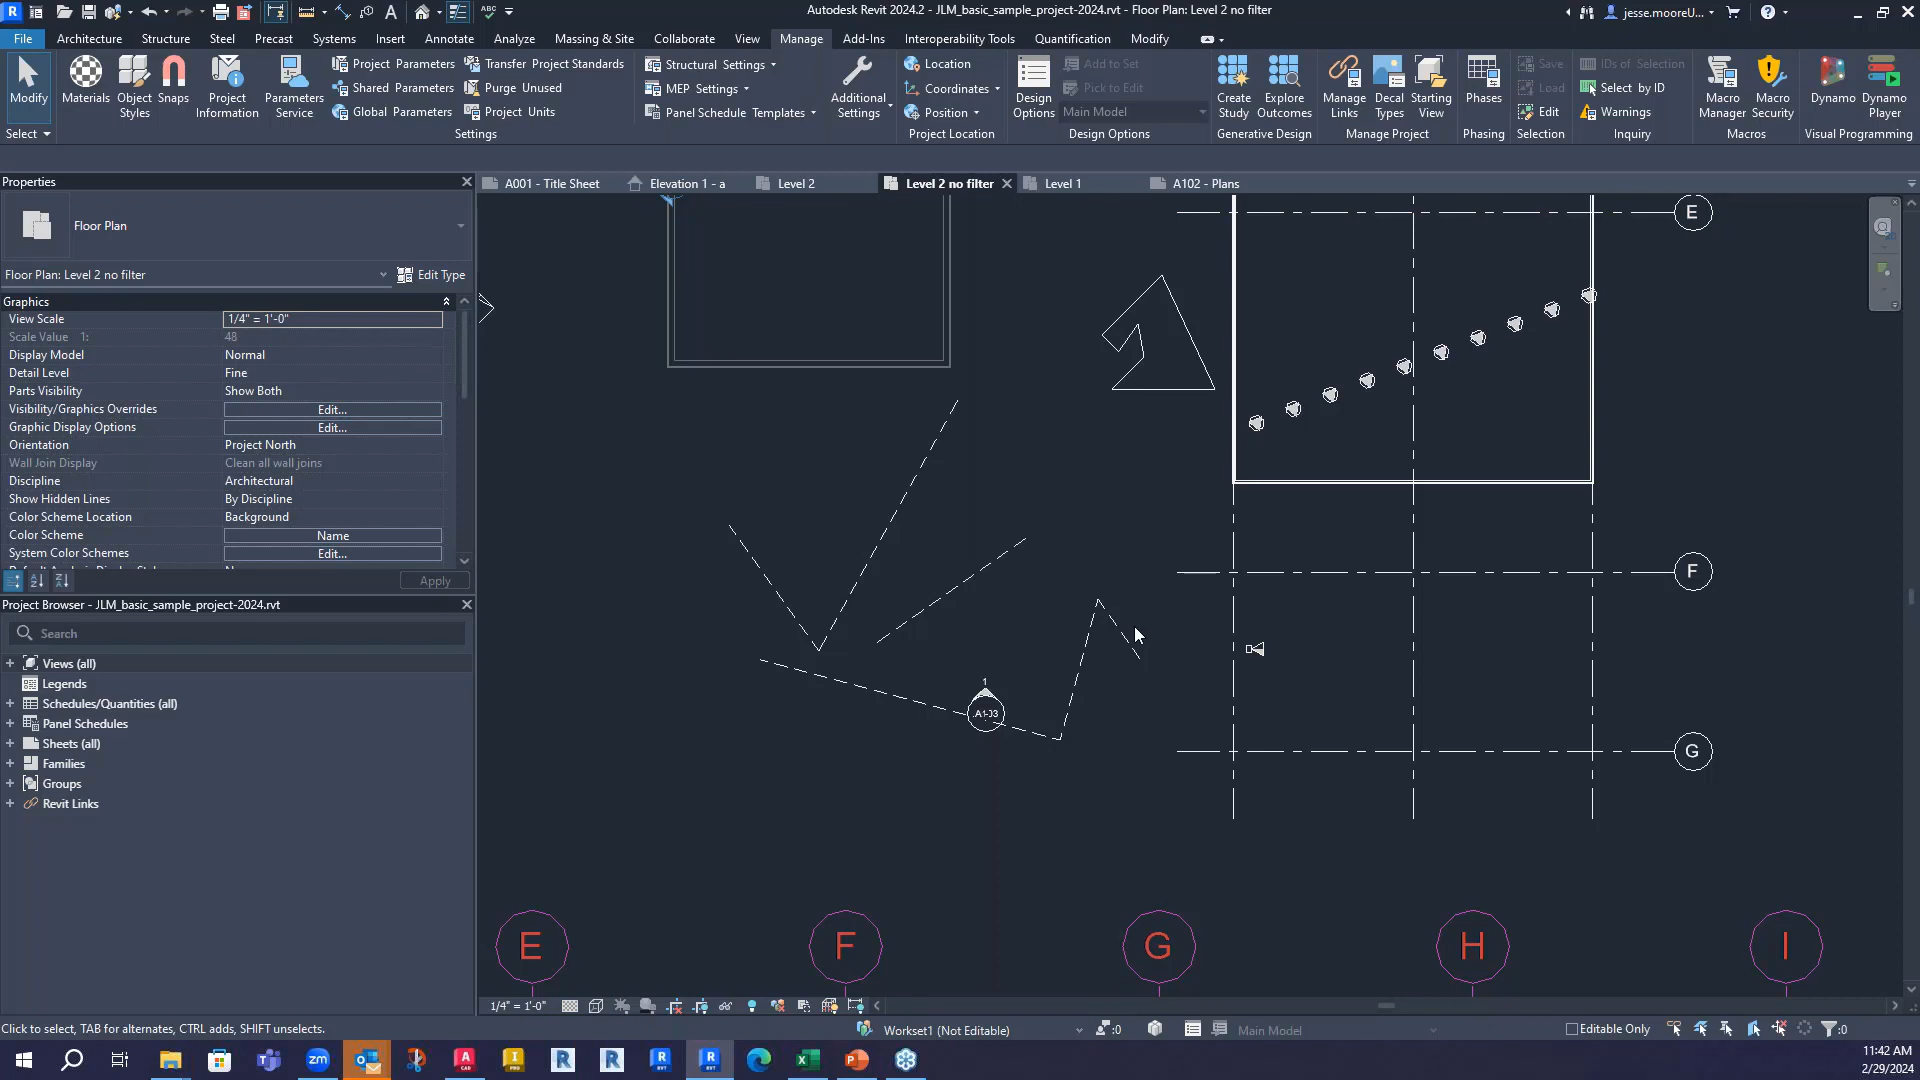 Autodesk Revit 2024.2 - JLM_basic_sample_project-2024.rvt - Floor Plan: Level 2 no filter
jesse.mooreU...
File Architecture Structure Steel Precast Systems Insert Annotate Analyze Massing & Site Collaborate View Manage Add-Ins Interoperability Tools Quantification Modify
Modify
Materials
Object Styles
Snaps
Project Information
Parameters Service
Project Parameters
Shared Parameters
Global Parameters
Transfer Project Standards
Purge Unused
Project Units
Structural Settings
MEP Settings
Panel Schedule Templates
Additional Settings
Location
Coordinates
Position
Design Options
Add to Set
Pick to Edit
Main Model
Create Study
Explore Outcomes
Manage Links
Decal Types
Starting View
Phases
Save
Load
Edit
IDs of Selection
Select by ID
Warnings
Macro Manager
Macro Security
Dynamo
Dynamo Player
Select
Settings
Project Location
Design Options
Generative Design
Manage Project
Phasing
Selection
Inquiry
Macros
Visual Programming
Properties
A001 - Title Sheet
Elevation 1 - a
Level 2
Level 2 no filter
Level 1
A102 - Plans
Floor Plan
Floor Plan: Level 2 no filter
Edit Type
Graphics
View Scale 1/4" = 1'-0"
Scale Value 1: 48
Display Model Normal
Detail Level Fine
Parts Visibility Show Both
Visibility/Graphics Overrides Edit...
Graphic Display Options Edit...
Orientation Project North
Wall Join Display Clean all wall joins
Discipline Architectural
Show Hidden Lines By Discipline
Color Scheme Location Background
Color Scheme Name
System Color Schemes Edit...
Apply
Project Browser - JLM_basic_sample_project-2024.rvt
Search
Views (all)
Legends
Schedules/Quantities (all)
Panel Schedules
Sheets (all)
Families
Groups
Revit Links
E
F
G
1
E
F
G
H
I
1/4" = 1'-0"
Click to select, TAB for alternates, CTRL adds, SHIFT unselects.
Workset1 (Not Editable)
:0
Main Model
Editable Only
:0
11:42 AM
2/29/2024